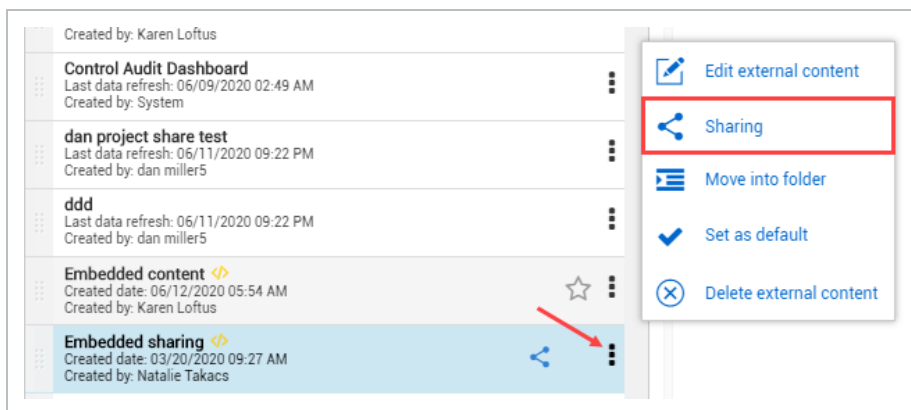 Created by: Karen Loftus
Control Audit Dashboard
Last data refresh: 06/09/2020 02:49 AM
Created by: System
dan project share test
Last data refresh: 06/11/2020 09:22 PM
Created by: dan miller5
ddd
Last data refresh: 06/11/2020 09:22 PM
Created by: dan miller5
Embedded content </>
Created date: 06/12/2020 05:54 AM
Created by: Karen Loftus
Embedded sharing </>
Created date: 03/20/2020 09:27 AM
Created by: Natalie Takacs
Edit external content
Sharing
Move into folder
Set as default
Delete external content